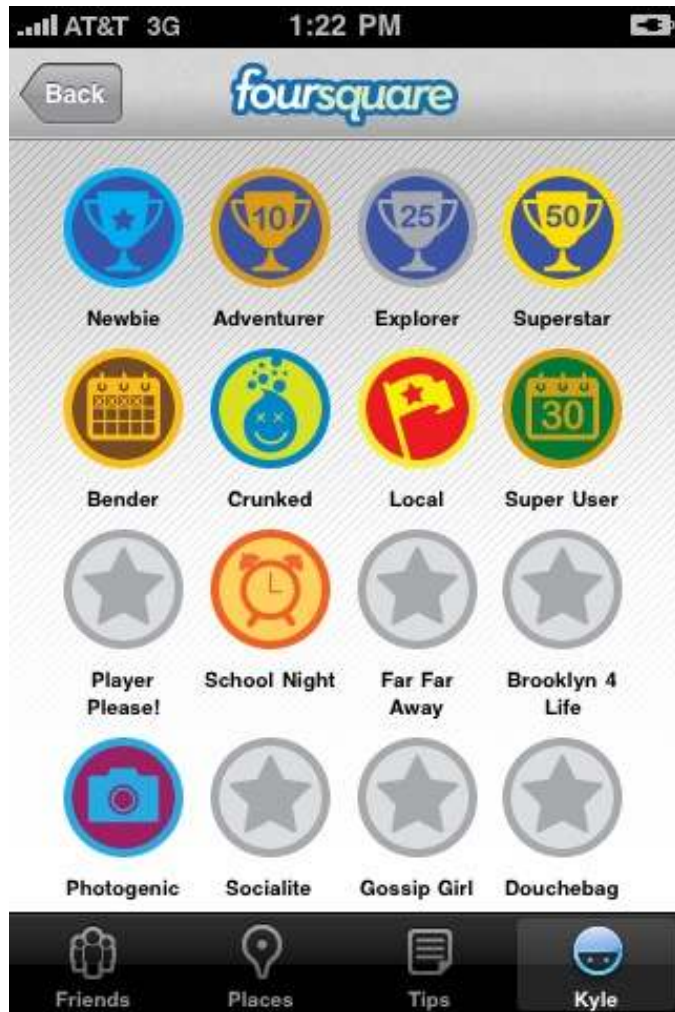 AT&T 3G 1:22 PM
Back foursquare
10 25 50
Newbie Adventurer Explorer Superstar
30
Bender Crunked Local Super User
Player School Night Far Far Brooklyn 4
Please! Away Life
Photogenic Socialite Gossip Girl Douchebag
Friends Places Tips Kyle